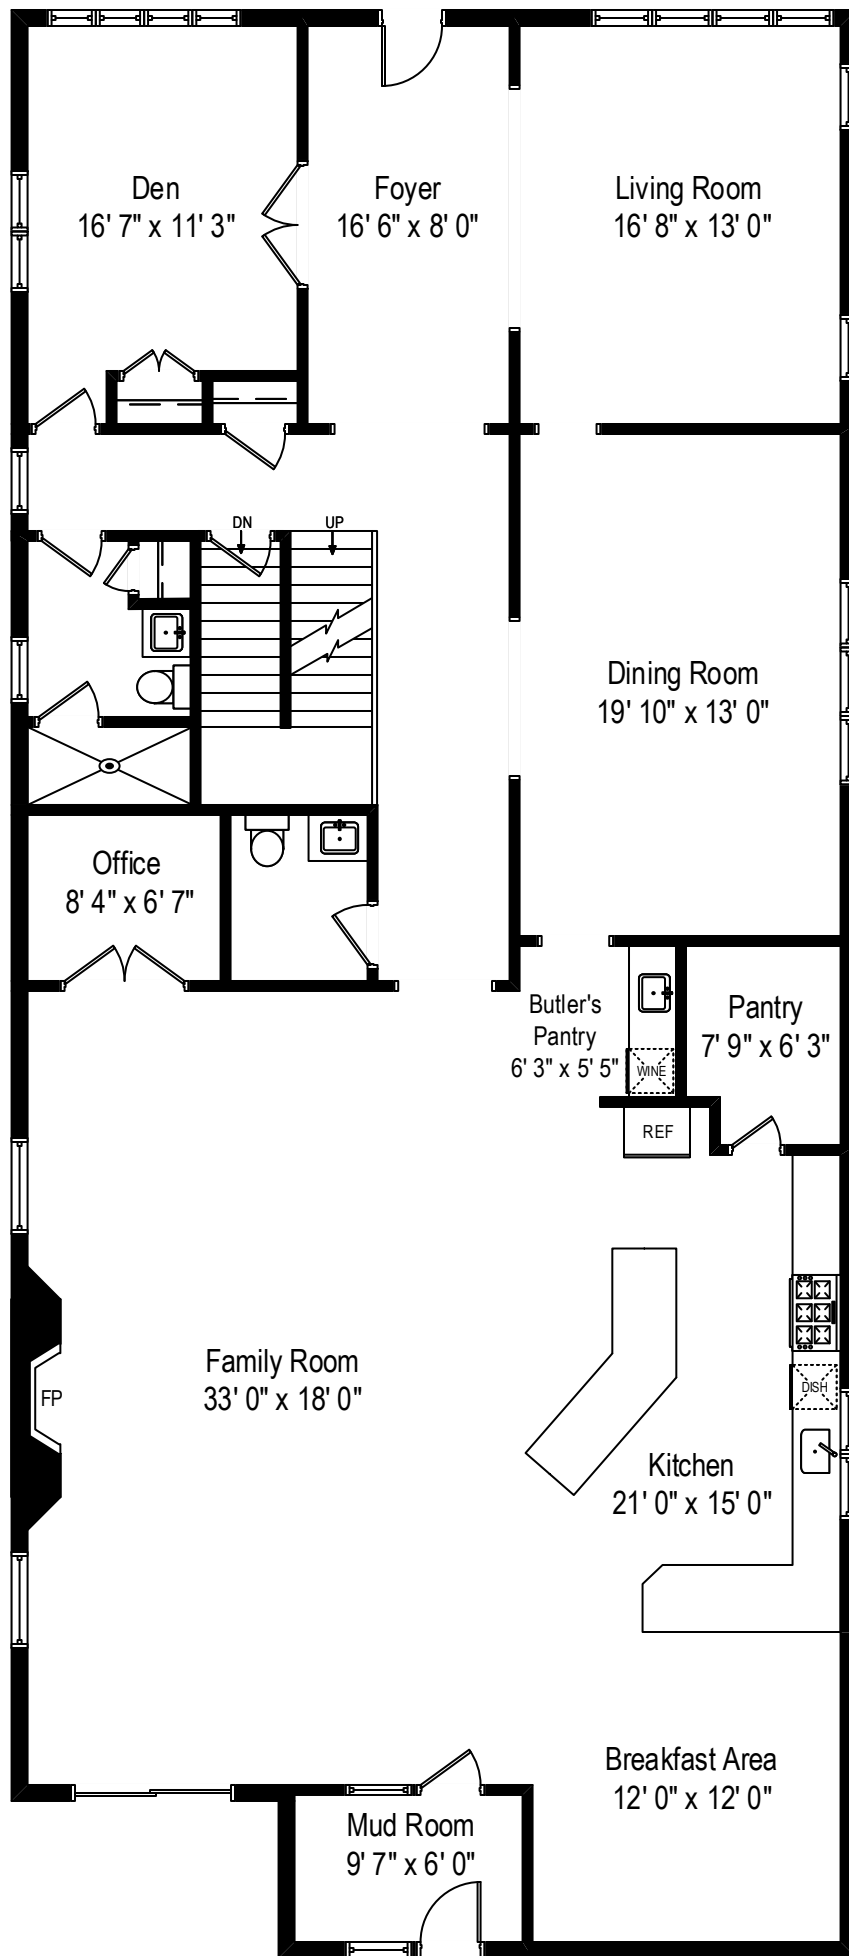 Den
16' 7" x 11' 3"
Foyer
16' 6" x 8' 0"
Living Room
16' 8" x 13' 0"
DN
UP
Dining Room
19' 10" x 13' 0"
Office
8' 4" x 6' 7"
Butler's
Pantry
6' 3" x 5' 5"
WINE
Pantry
7' 9" x 6' 3"
REF
Family Room
33' 0" x 18' 0"
FP
DISH
Kitchen
21' 0" x 15' 0"
Breakfast Area
12' 0" x 12' 0"
Mud Room
9' 7" x 6' 0"